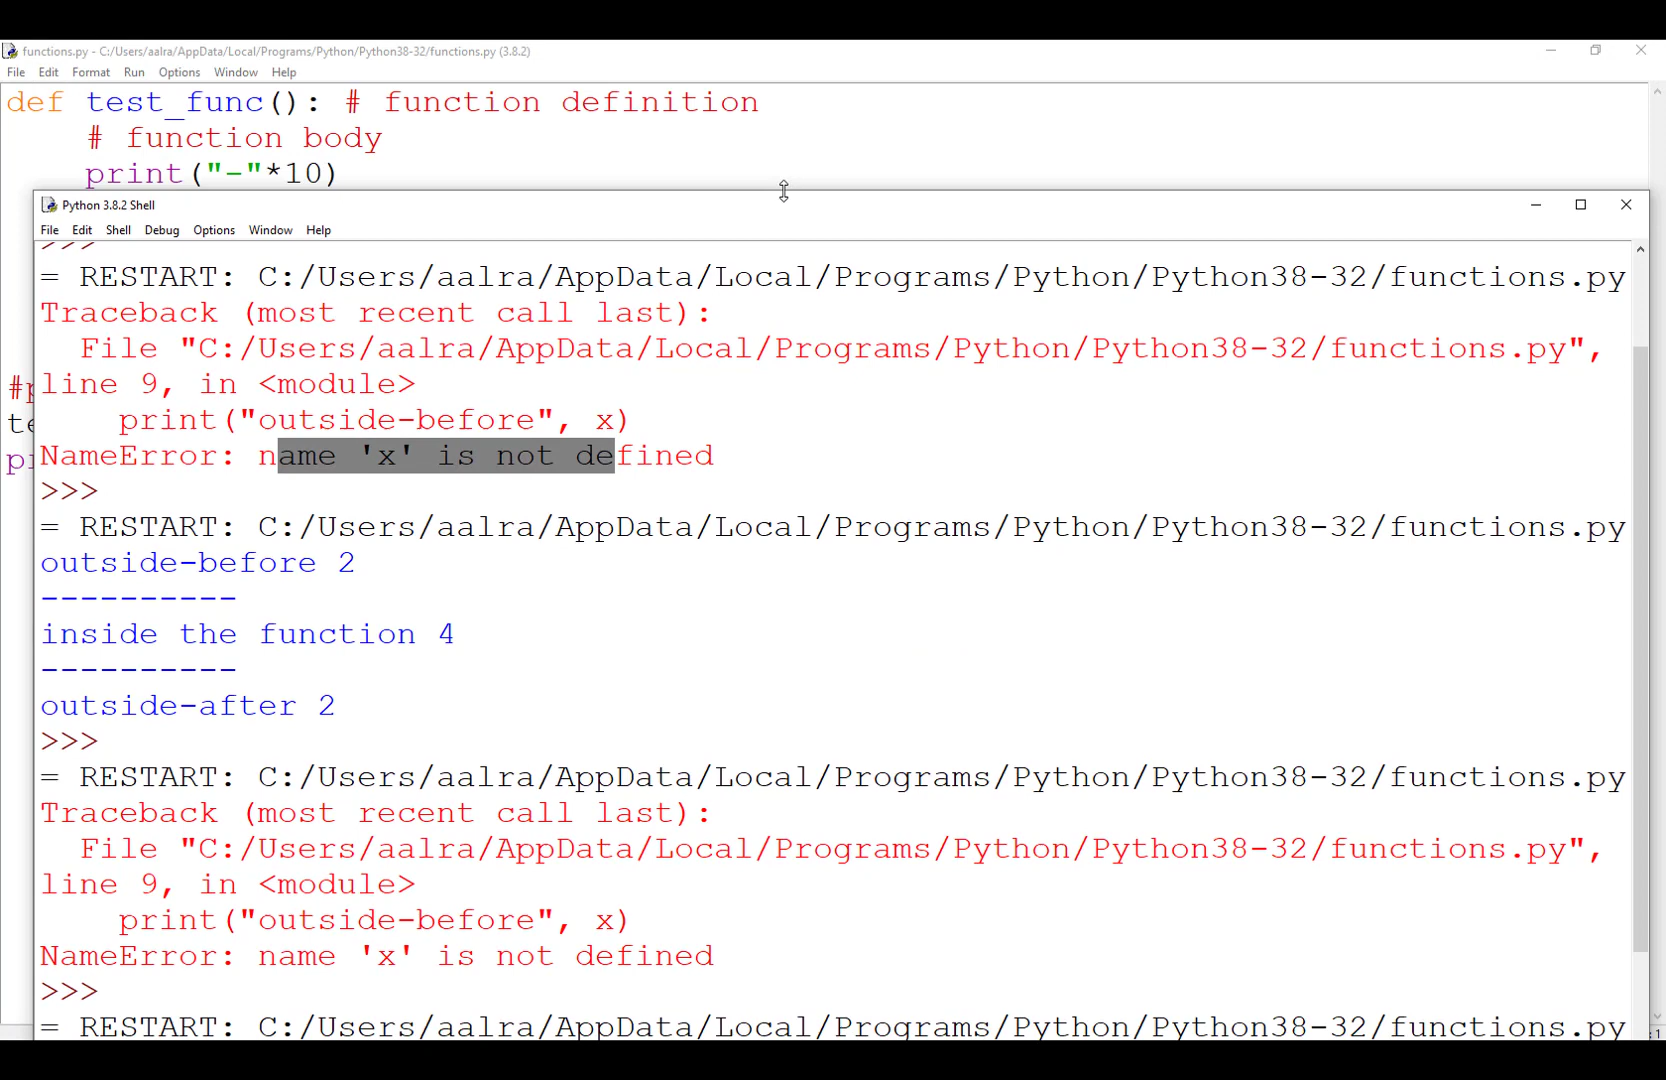 functions.py - C:/Users/aalra/AppData/Local/Programs/Python/Python38-32/functions.py (3.8.2)
File Edit Format Run Options Window Help
def test_func(): # function definition
# function body
print("-"*10)
Python 3.8.2 Shell
File Edit Shell Debug Options Window Help
>>>
= RESTART: C:/Users/aalra/AppData/Local/Programs/Python/Python38-32/functions.py
Traceback (most recent call last):
File "C:/Users/aalra/AppData/Local/Programs/Python/Python38-32/functions.py",
line 9, in <module>
print("outside-before", x)
NameError: name 'x' is not defined
>>>
= RESTART: C:/Users/aalra/AppData/Local/Programs/Python/Python38-32/functions.py
outside-before 2
----------
inside the function 4
----------
outside-after 2
>>>
= RESTART: C:/Users/aalra/AppData/Local/Programs/Python/Python38-32/functions.py
Traceback (most recent call last):
File "C:/Users/aalra/AppData/Local/Programs/Python/Python38-32/functions.py",
line 9, in <module>
print("outside-before", x)
NameError: name 'x' is not defined
>>>
= RESTART: C:/Users/aalra/AppData/Local/Programs/Python/Python38-32/functions.py